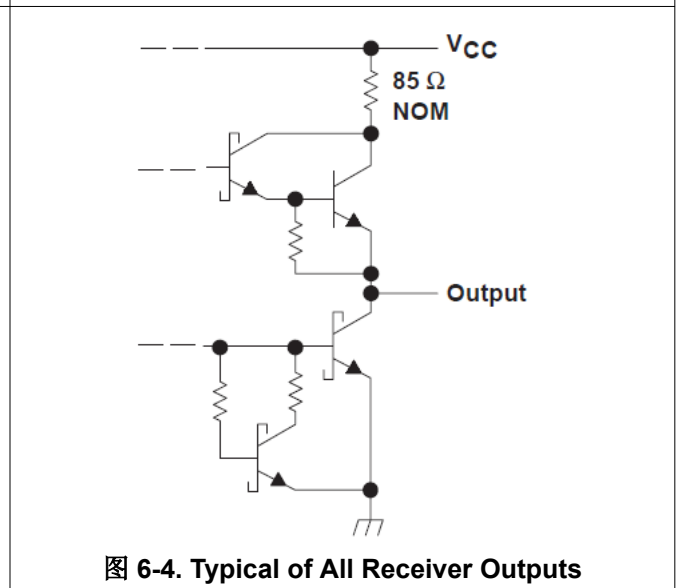 VCC
85 Ω
NOM
Output
图 6-4. Typical of All Receiver Outputs